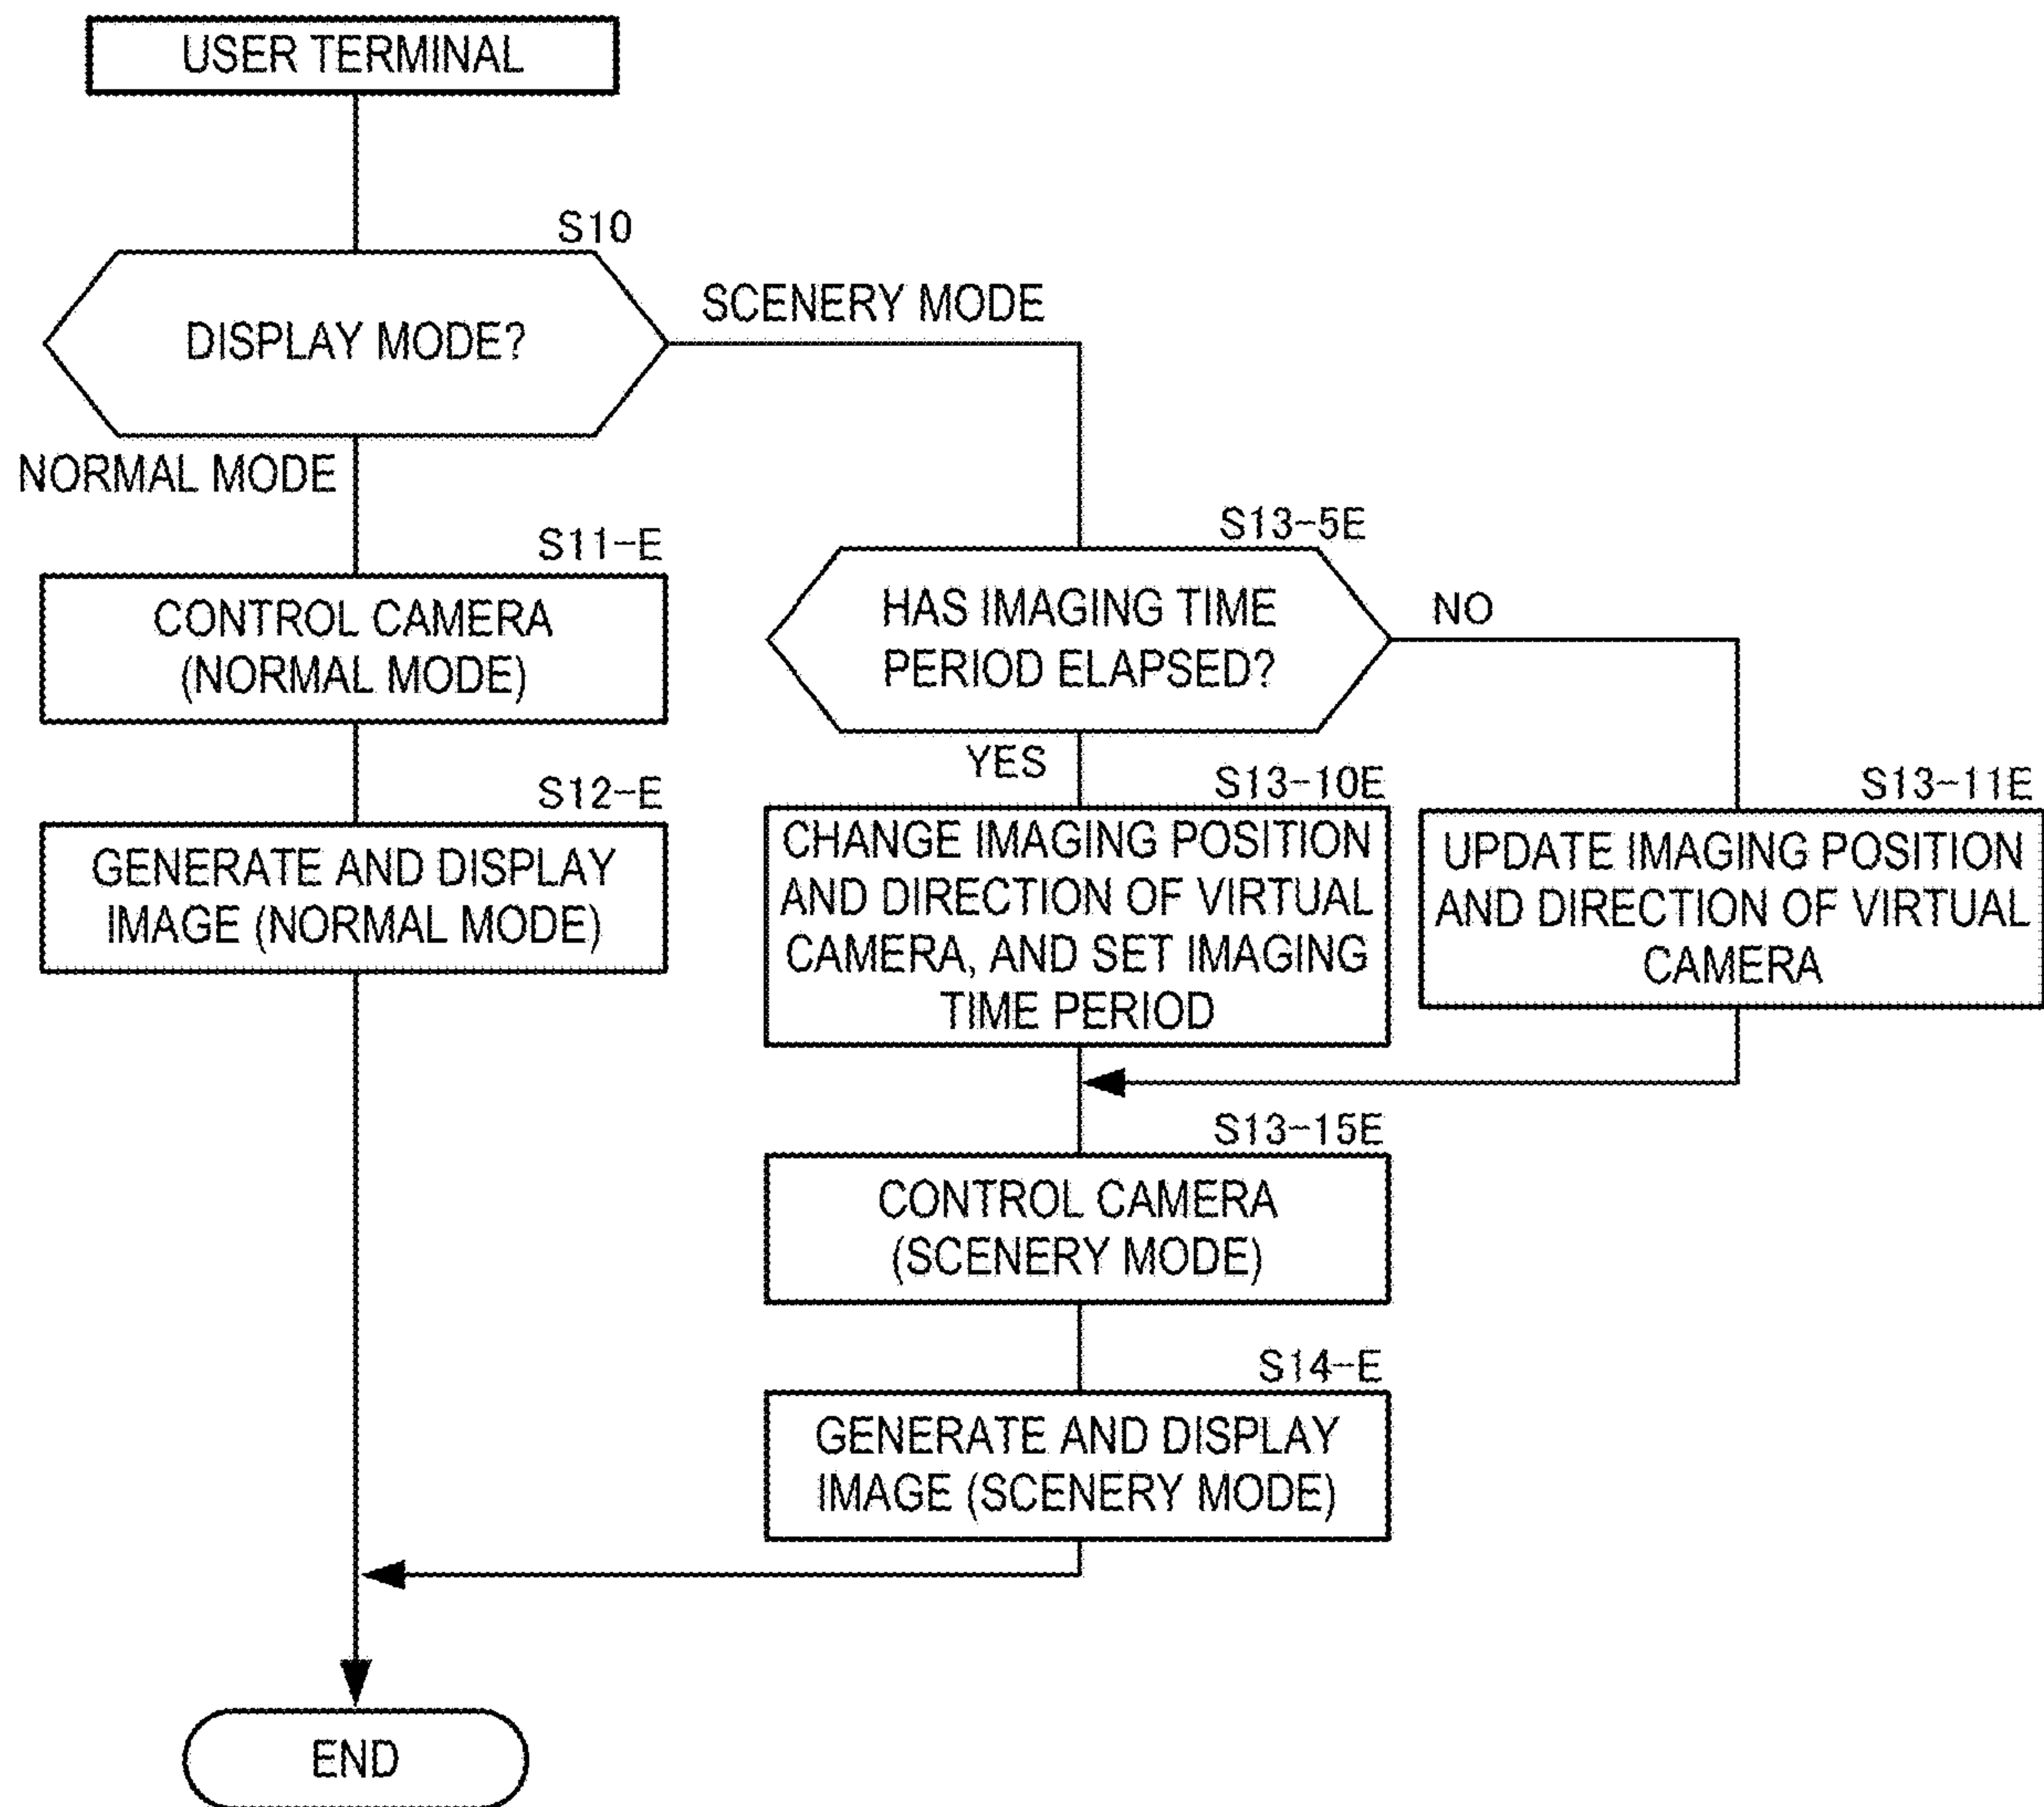 USER TERMINAL
S10
DISPLAY MODE?
SCENERY MODE
NORMAL MODE
S11-E
CONTROL CAMERA
(NORMAL MODE)
S12-E
GENERATE AND DISPLAY
IMAGE (NORMAL MODE)
S13-5E
HAS IMAGING TIME
PERIOD ELAPSED?
NO
YES
S13-10E
CHANGE IMAGING POSITION
AND DIRECTION OF VIRTUAL
CAMERA, AND SET IMAGING
TIME PERIOD
S13-11E
UPDATE IMAGING POSITION
AND DIRECTION OF VIRTUAL
CAMERA
S13-15E
CONTROL CAMERA
(SCENERY MODE)
S14-E
GENERATE AND DISPLAY
IMAGE (SCENERY MODE)
END